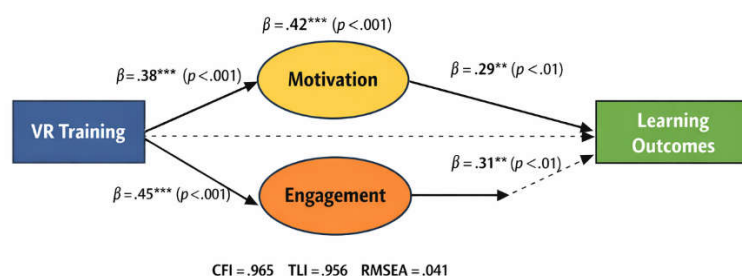 β = .42*** (p <.001)
β = .38*** (p <.001)
Motivation
β = .29** (p <.01)
VR Training
Learning
Outcomes
β = .45*** (p <.001)
Engagement
β = .31** (p <.01)
CFI = .965 TLI = .956 RMSEA = .041